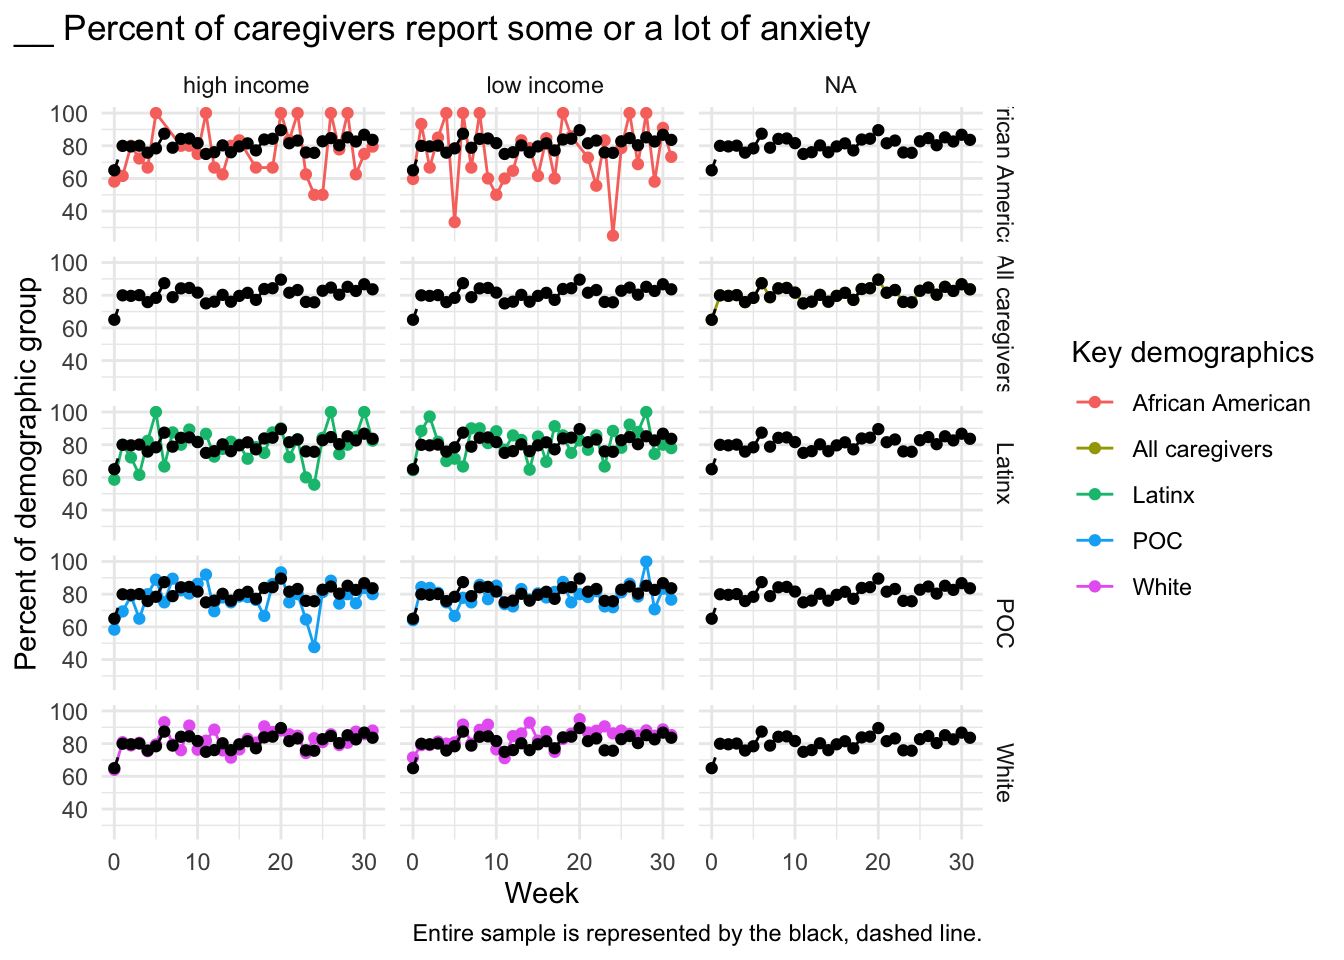 __ Percent of caregivers report some or a lot of anxiety
high income
low income
NA
100
80
60
40
rican Americ
100
80
60
40
All caregivers
100
80
60
40
Latinx
100
80
60
40
POC
100
80
60
40
White
0 10 20 30
0 10 20 30
0 10 20 30
Week
Percent of demographic group
Entire sample is represented by the black, dashed line.
Key demographics
African American
All caregivers
Latinx
POC
White